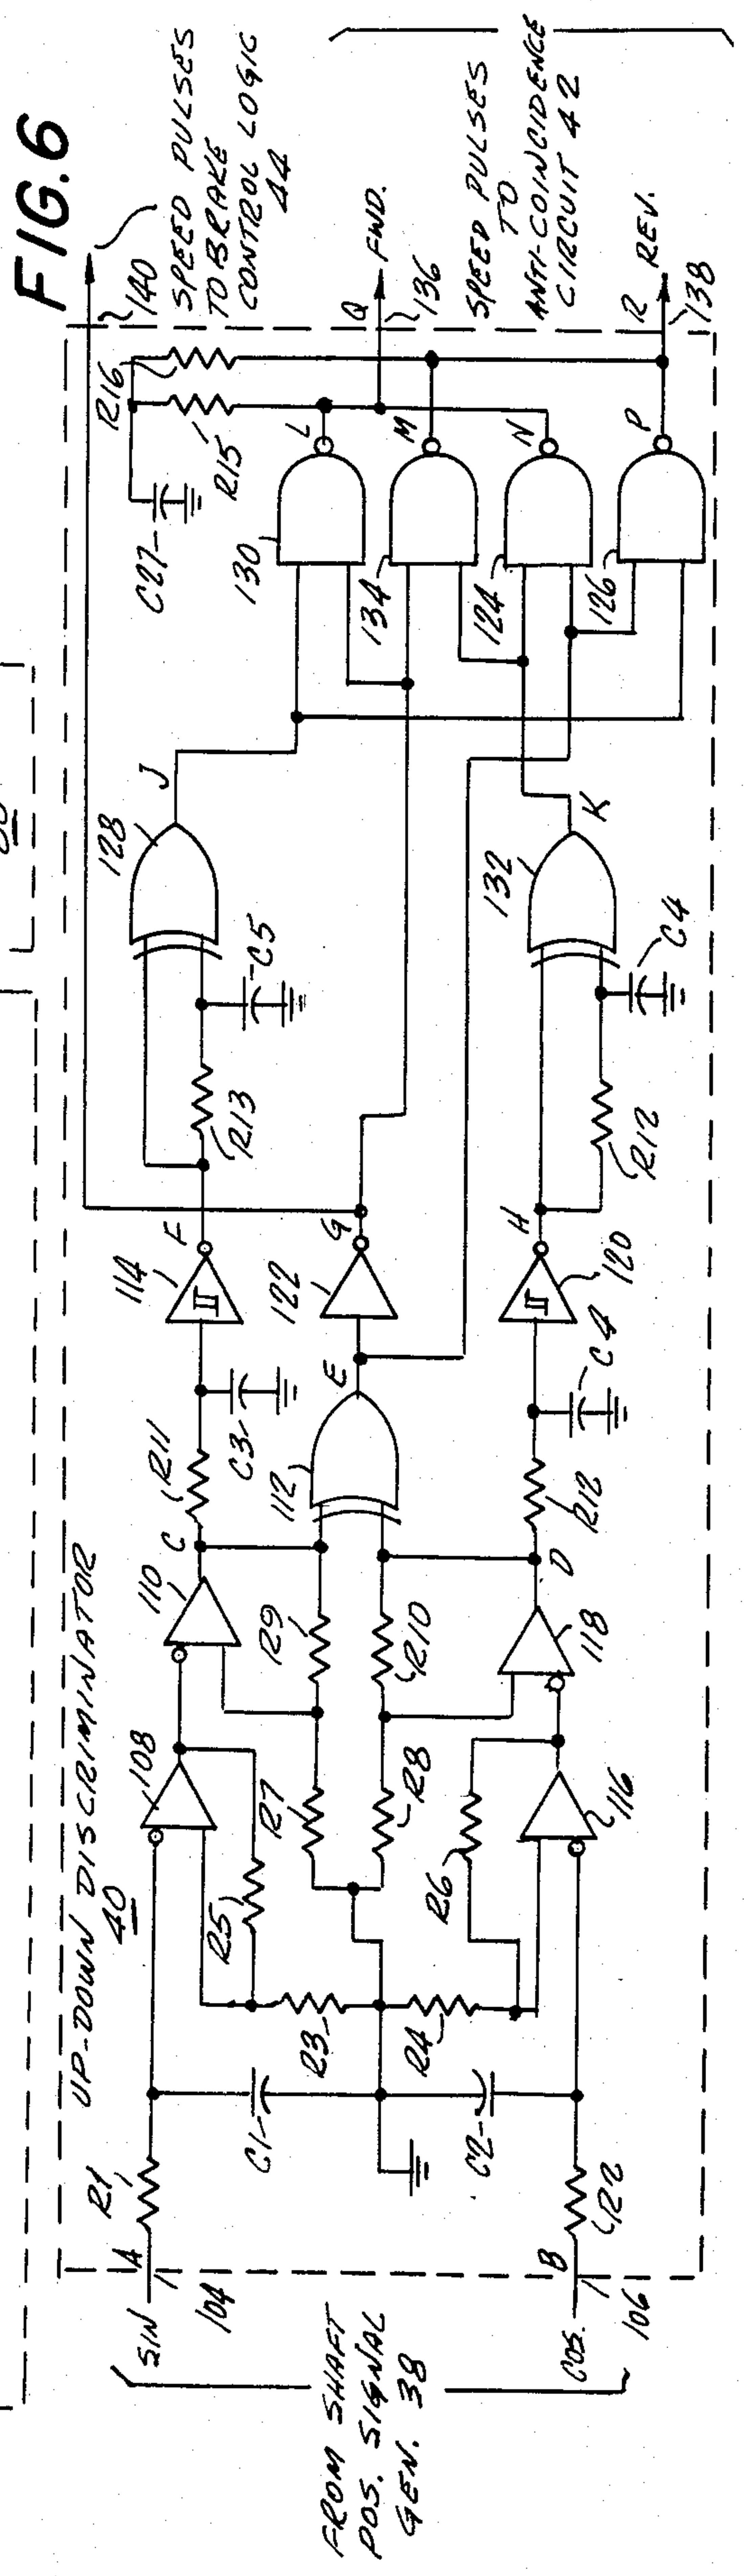 FIG. 6
UP-DOWN DISCRIMINATOR
40
FROM SHAFT
POS. SIGNAL
GEN. 38
SIN
A
104
COS.
B
106
R1
R2
C1
C2
R3
R4
R5
R6
108
116
R7
R8
110
118
R9
R10
C
D
112
E
R11
R12
C3
C4
114
II
120
F
122
G
H
R13
R12
C5
C4
128
J
132
K
C27
R16
R15
130
L
134
M
124
N
126
P
140
SPEED PULSES
TO BRAKE
CONTROL LOGIC
44
Q
FWD.
136
SPEED PULSES
TO
ANTI-COINCIDENCE
CIRCUIT 42
R
REV.
138